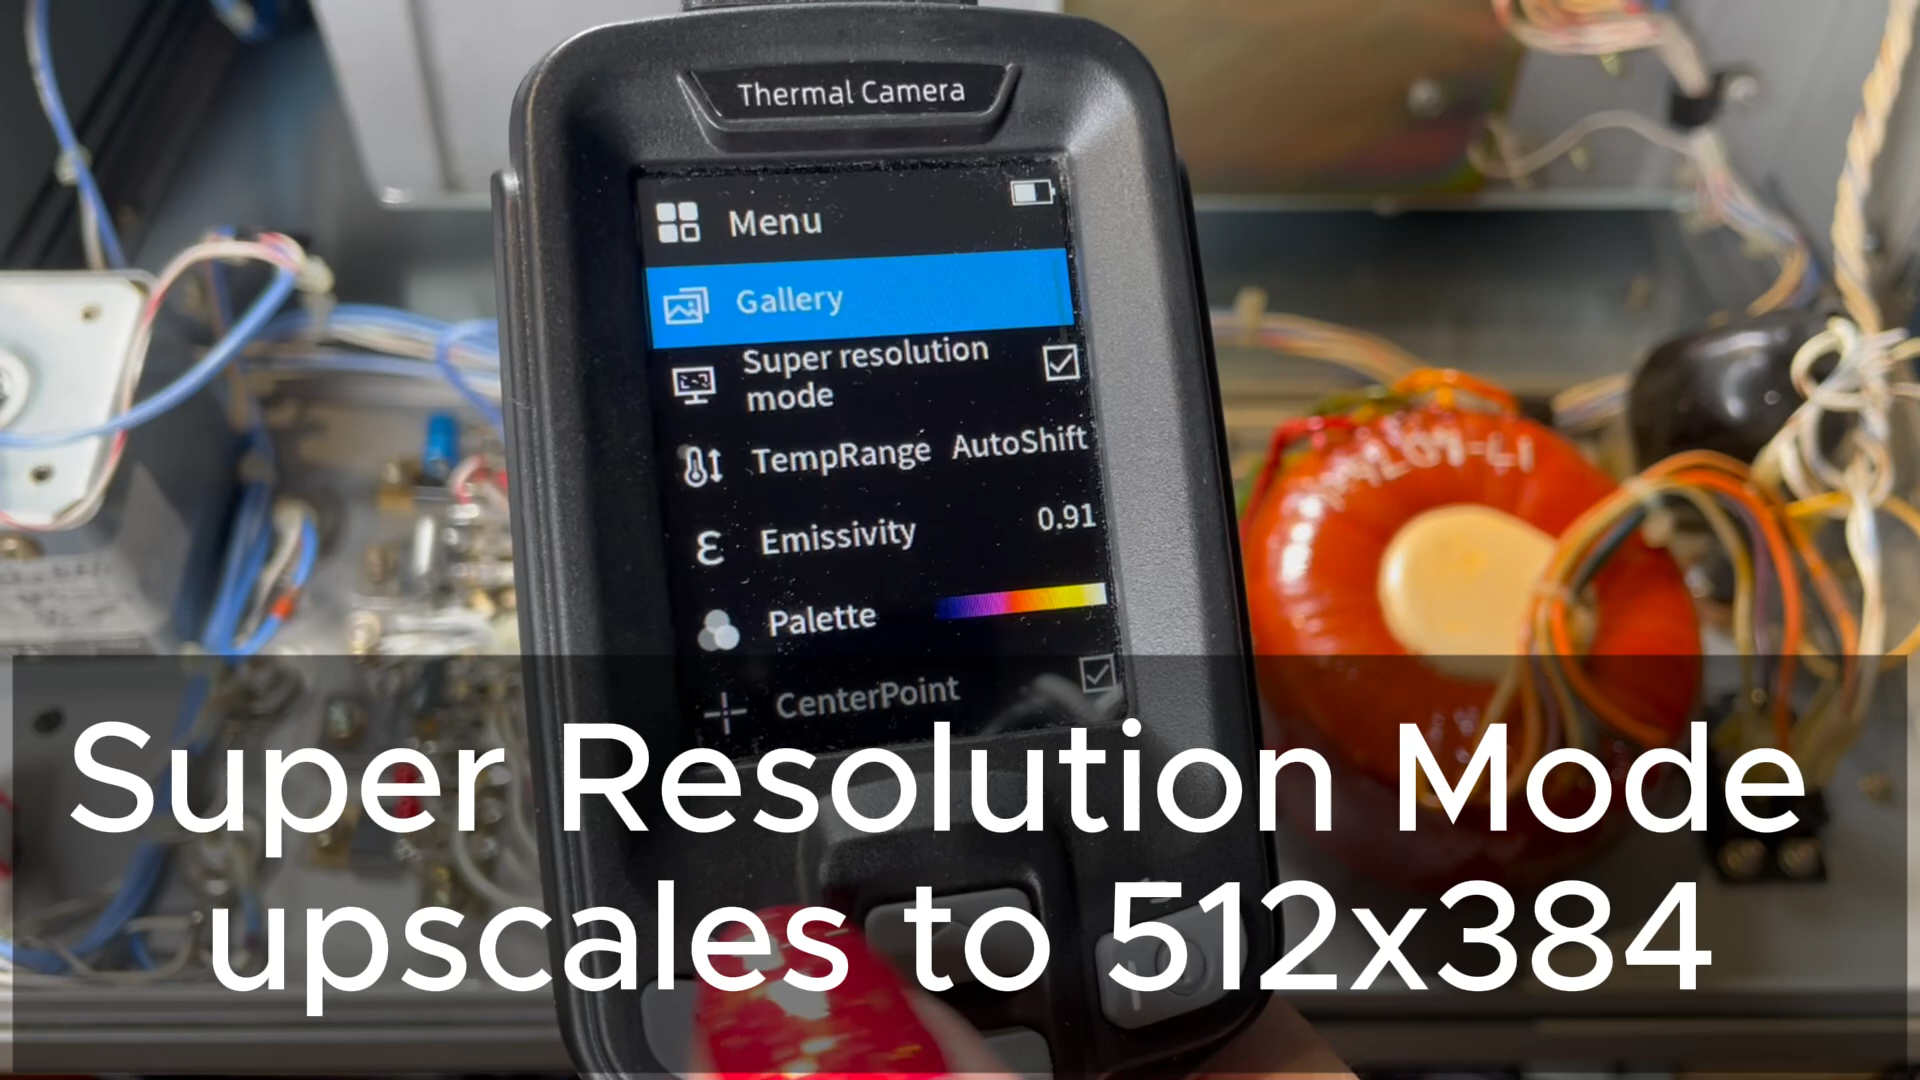 Thermal Camera
Menu
Gallery
Super resolution
mode
TempRange AutoShift
Emissivity 0.91
Palette
CenterPoint
Super Resolution Mode
upscales to 512x384